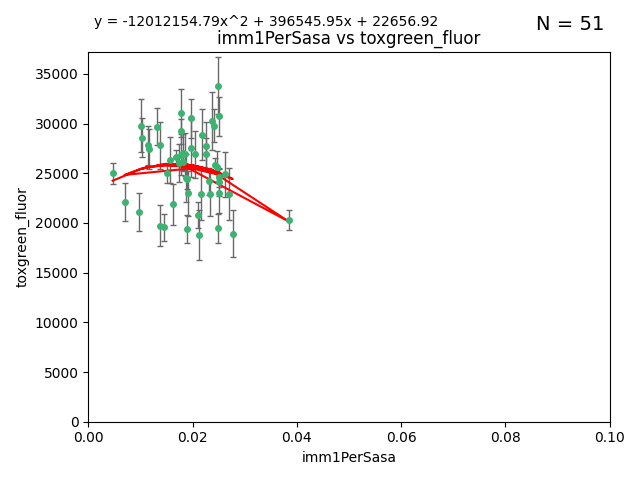 y = -12012154.79x^2 + 396545.95x + 22656.92
N = 51
imm1PerSasa vs toxgreen_fluor
35000
30000
25000
20000
15000
10000
5000
0
toxgreen_fluor
0.00 0.02 0.04 0.06 0.08 0.10
imm1PerSasa